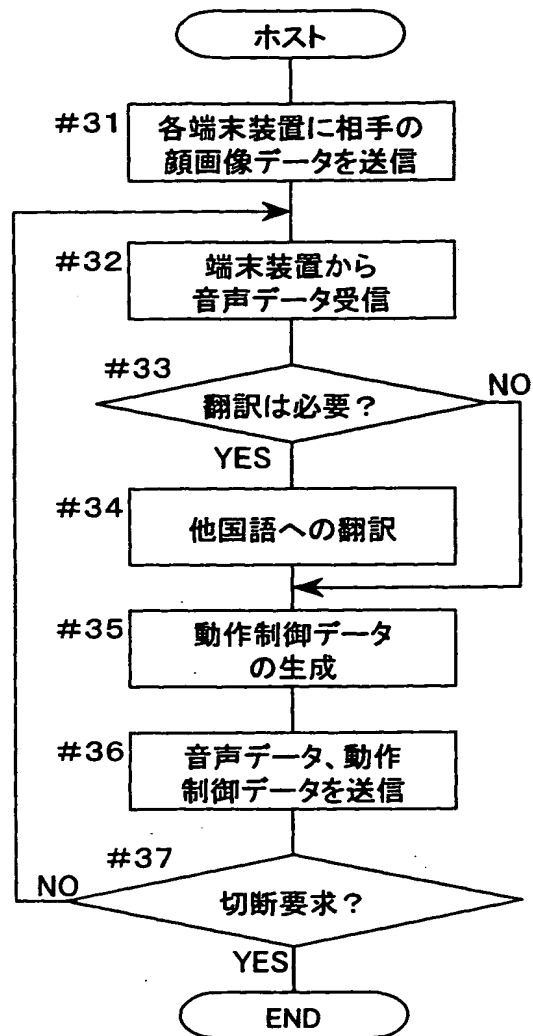 ホスト
#31
各端末装置に相手の
顔画像データを送信
#32
端末装置から
音声データ受信
#33
翻訳は必要？
NO
YES
#34
他国語への翻訳
#35
動作制御データ
の生成
#36
音声データ、動作
制御データを送信
#37
NO
切断要求？
YES
END